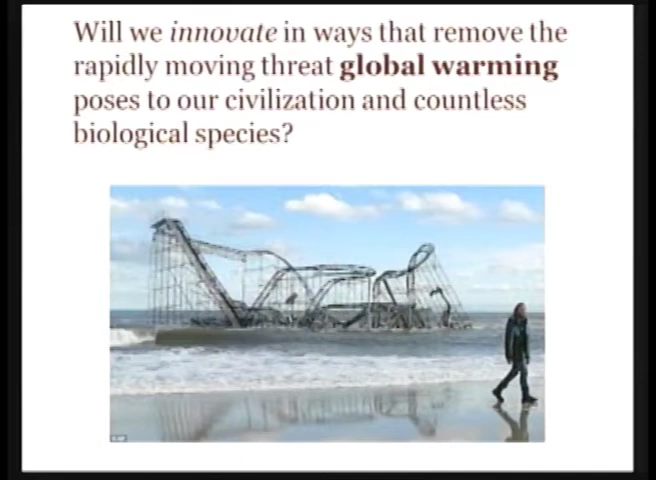 Will we innovate in ways that remove the
rapidly moving threat global warming
poses to our civilization and countless
biological species?